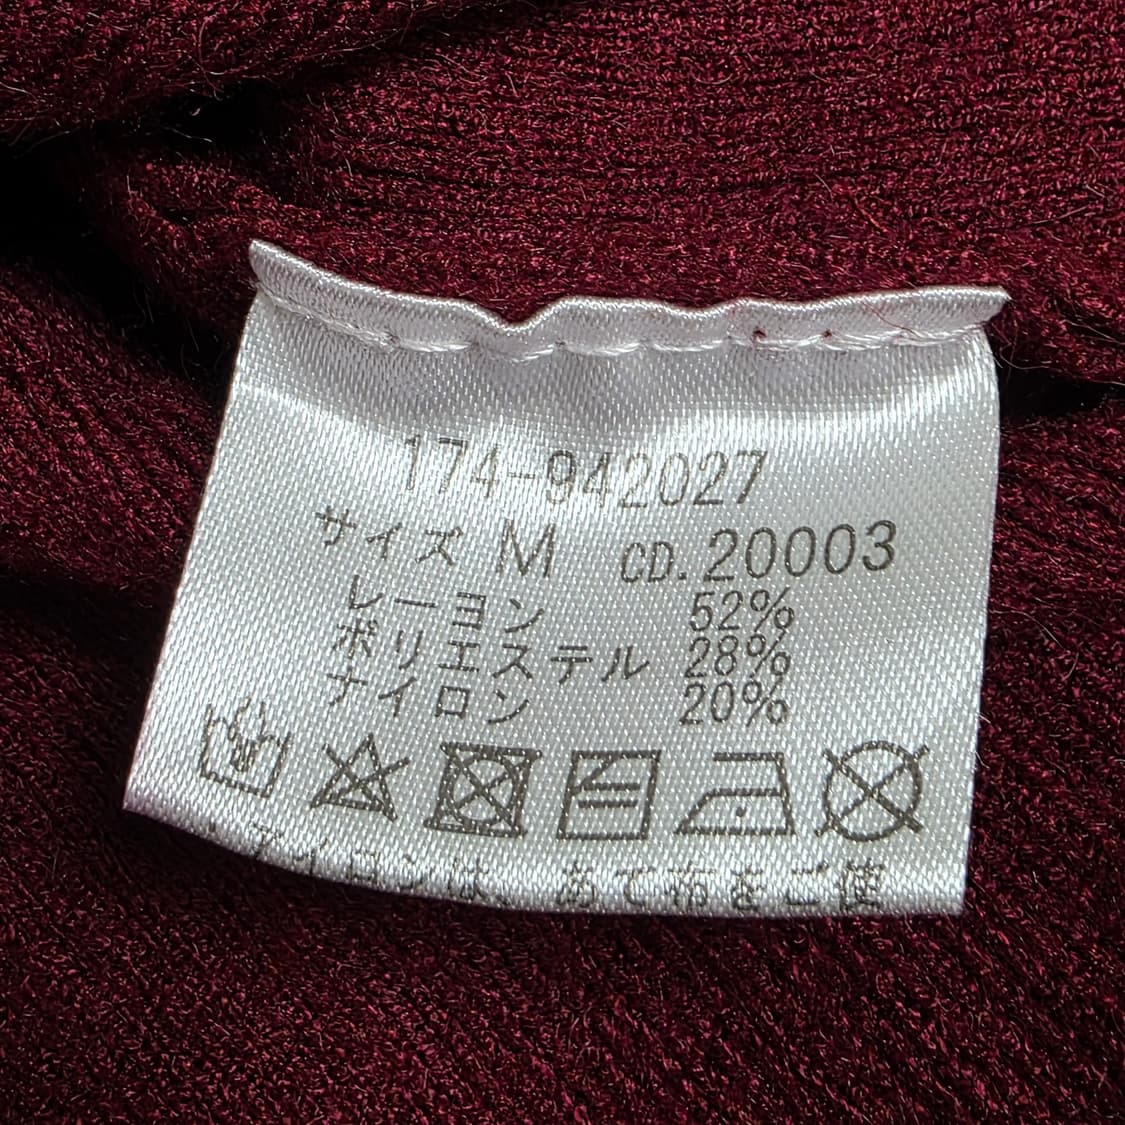 174-942027
サイズ M CD.20003
レーヨン 52%
ポリエステル 28%
ナイロン 20%
アイロンは、あて布をご使